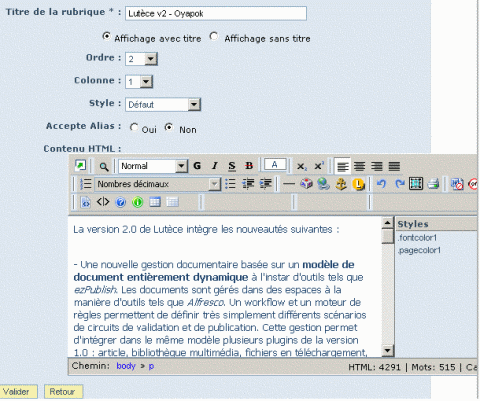 Titre de la rubrique * : Lutèce v2 - Oyapok
Affichage avec titre Affichage sans titre
Ordre : 2
Colonne : 1
Style : Défaut
Accepte Alias : Oui Non
Contenu HTML :
Normal G I S B A x, x'
Nombres décimaux
La version 2.0 de Lutèce intègre les nouveautés suivantes :
- Une nouvelle gestion documentaire basée sur un modèle de
document entièrement dynamique à l'instar d'outils tels que
ezPublish. Les documents sont gérés dans des espaces à la
manière d'outils tels que Alfresco. Un workflow et un moteur de
règles permettent de définir très simplement différents scénarios
de circuits de validation et de publication. Cette gestion permet
d'intégrer dans le même modèle plusieurs plugins de la version
1.0 : article, bibliothèque multimédia, fichiers en téléchargement,
Styles
.fontcolor1
.pagecolor1
Chemin: body » p
HTML: 4291 | Mots: 515 | Ca
Valider Retour